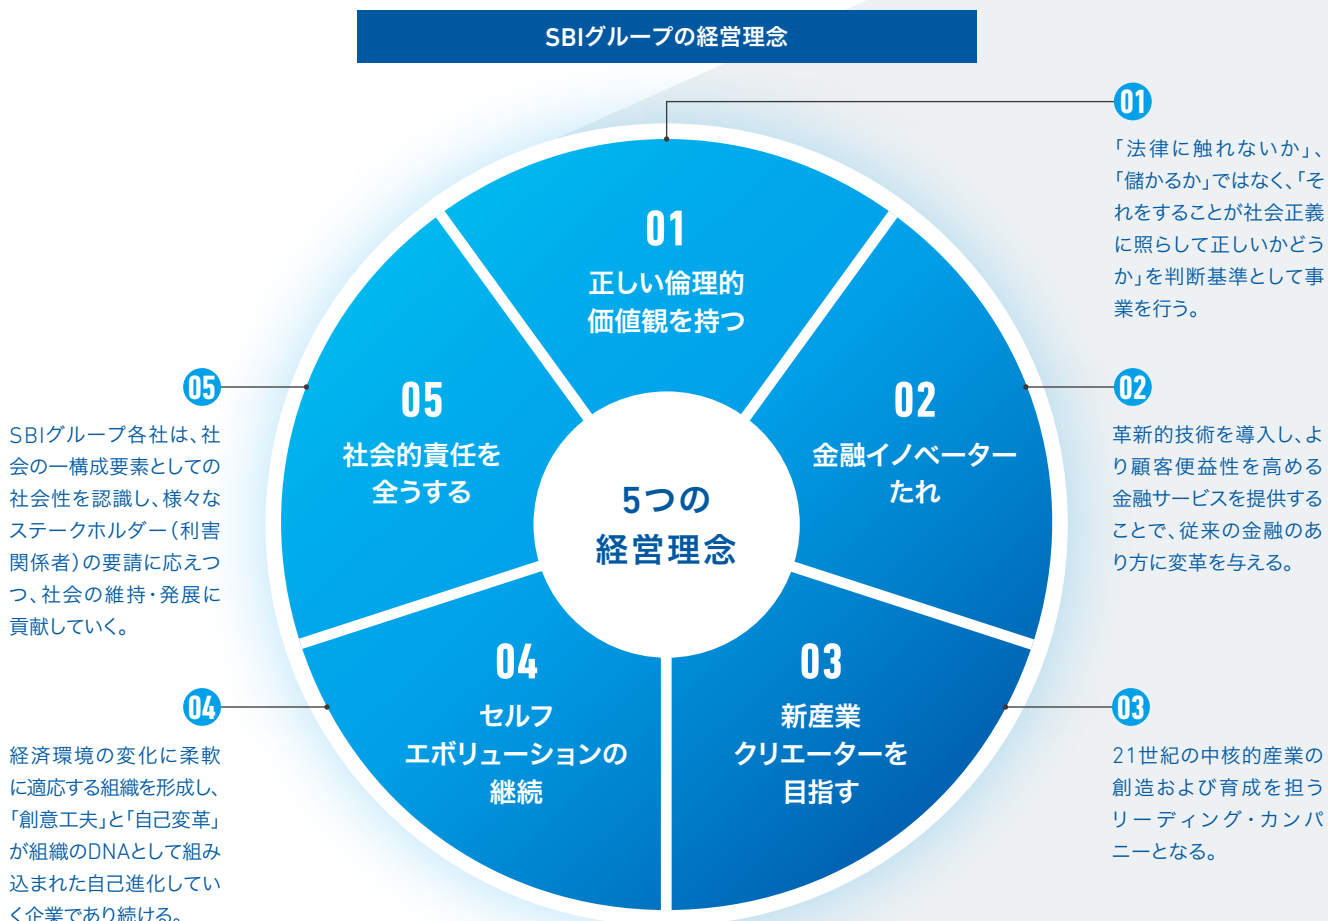 SBIグループの経営理念
01
「法律に触れないか」、
「儲かるか」ではなく、「そ
れをすることが社会正義
に照らして正しいかどう
か」を判断基準として事
業を行う。
01
正しい倫理的
価値観を持つ
02
金融イノベーター
たれ
02
革新的技術を導入し、よ
り顧客便益性を高める
金融サービスを提供する
ことで、従来の金融のあ
り方に変革を与える。
03
新産業
クリエーターを
目指す
03
21世紀の中核的産業の
創造および育成を担う
リーディング・カンパ
ニーとなる。
04
セルフ
エボリューションの
継続
04
経済環境の変化に柔軟
に適応する組織を形成し、
「創意工夫」と「自己変革」
が組織のDNAとして組み
込まれた自己進化してい
く企業であり続ける。
05
社会的責任を
全うする
05
SBIグループ各社は、社
会の一構成要素としての
社会性を認識し、様々な
ステークホルダー(利害
関係者)の要請に応えつ
つ、社会の維持・発展に
貢献していく。
5つの
経営理念